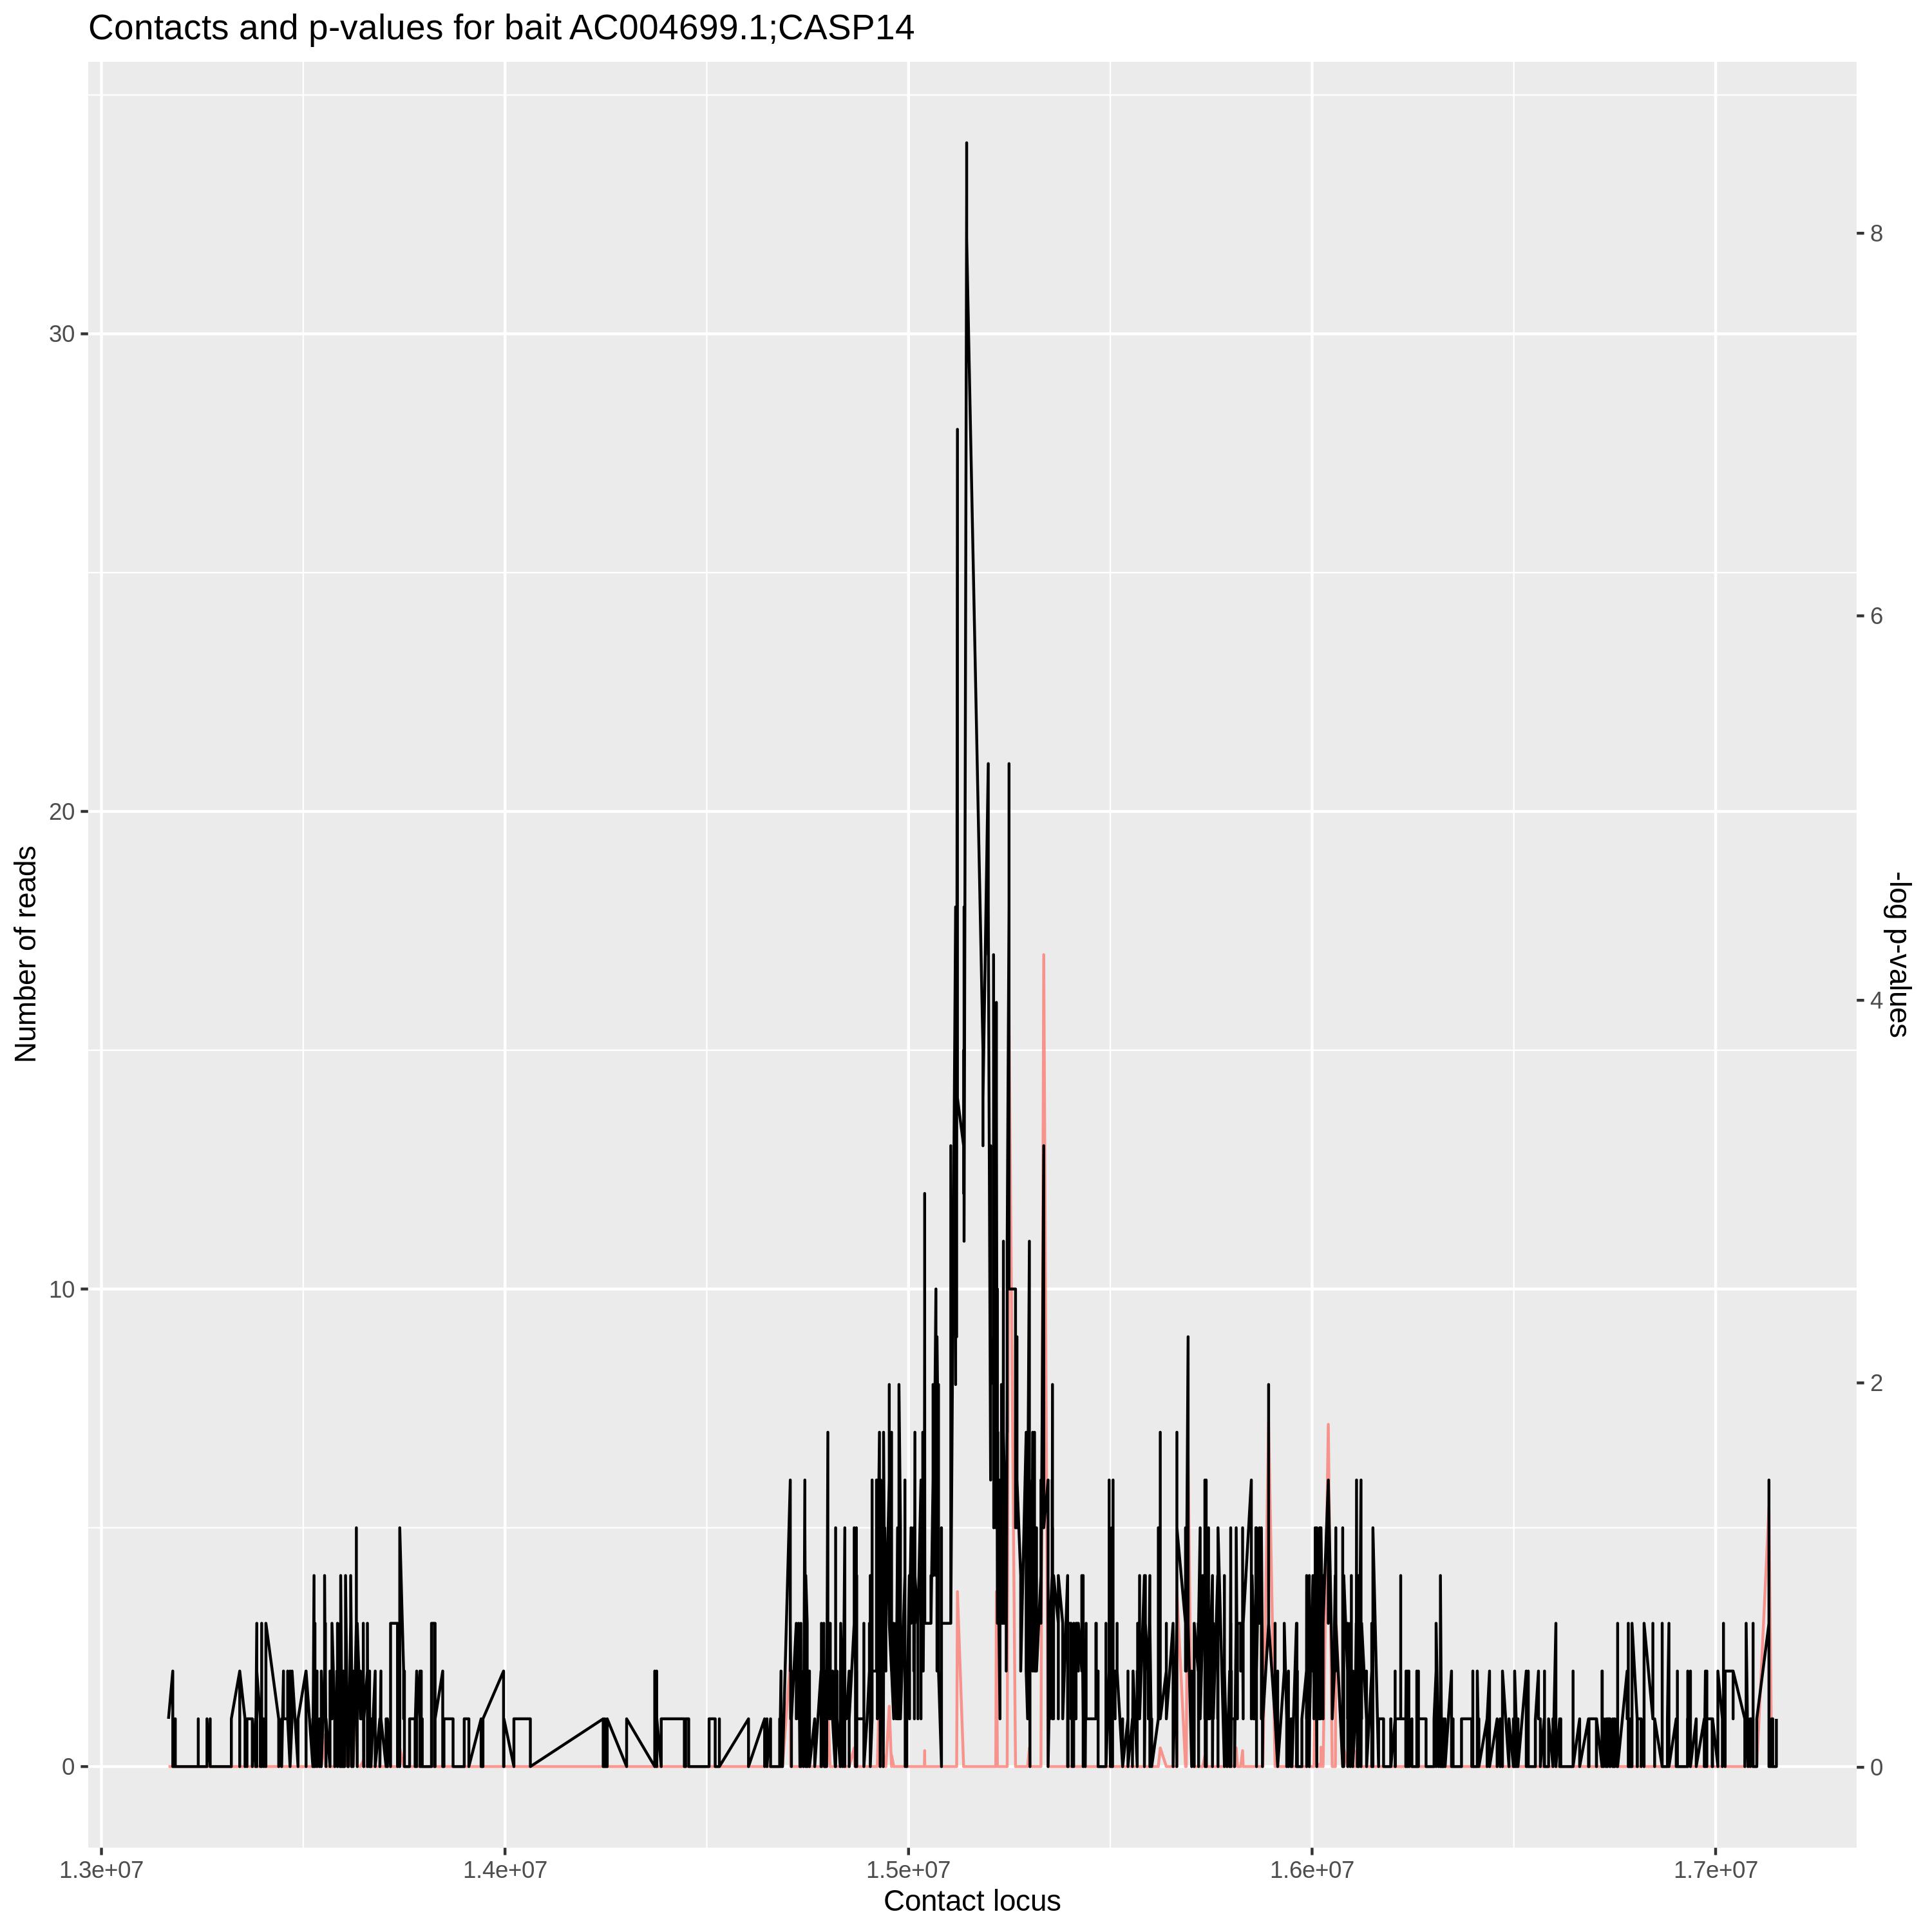 Contacts and p-values for bait AC004699.1;CASP14
30
20
10
0
Number of reads
8
6
4
2
0
-log p-values
1.3e+07
1.4e+07
1.5e+07
1.6e+07
1.7e+07
Contact locus